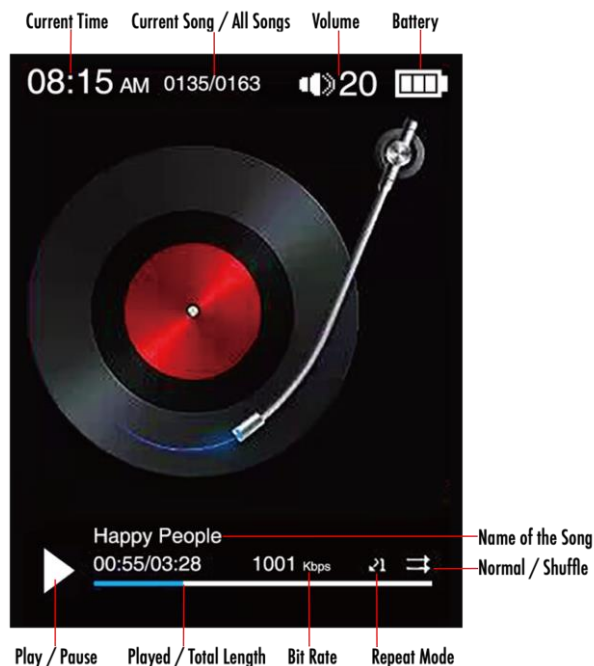 Current Time Current Song / All Songs Volume Battery
08:15 AM 0135/0163 20
Happy People
Name of the Song
00:55/03:28 1001 Kbps 1
Normal / Shuffle
Play / Pause Played / Total Length Bit Rate Repeat Mode